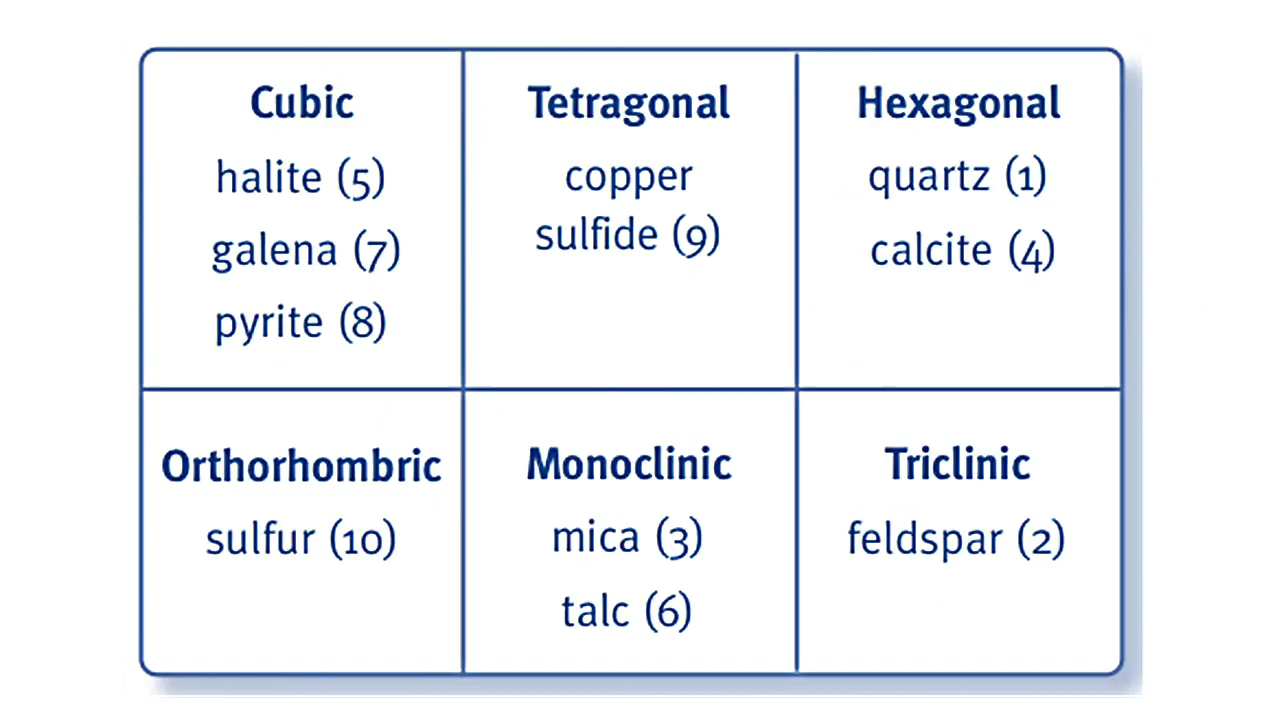 Cubic
halite (5)
galena (7)
pyrite (8)
Tetragonal
copper
sulfide (9)
Hexagonal
quartz (1)
calcite (4)
Orthorhombric
sulfur (10)
Monoclinic
mica (3)
talc (6)
Triclinic
feldspar (2)